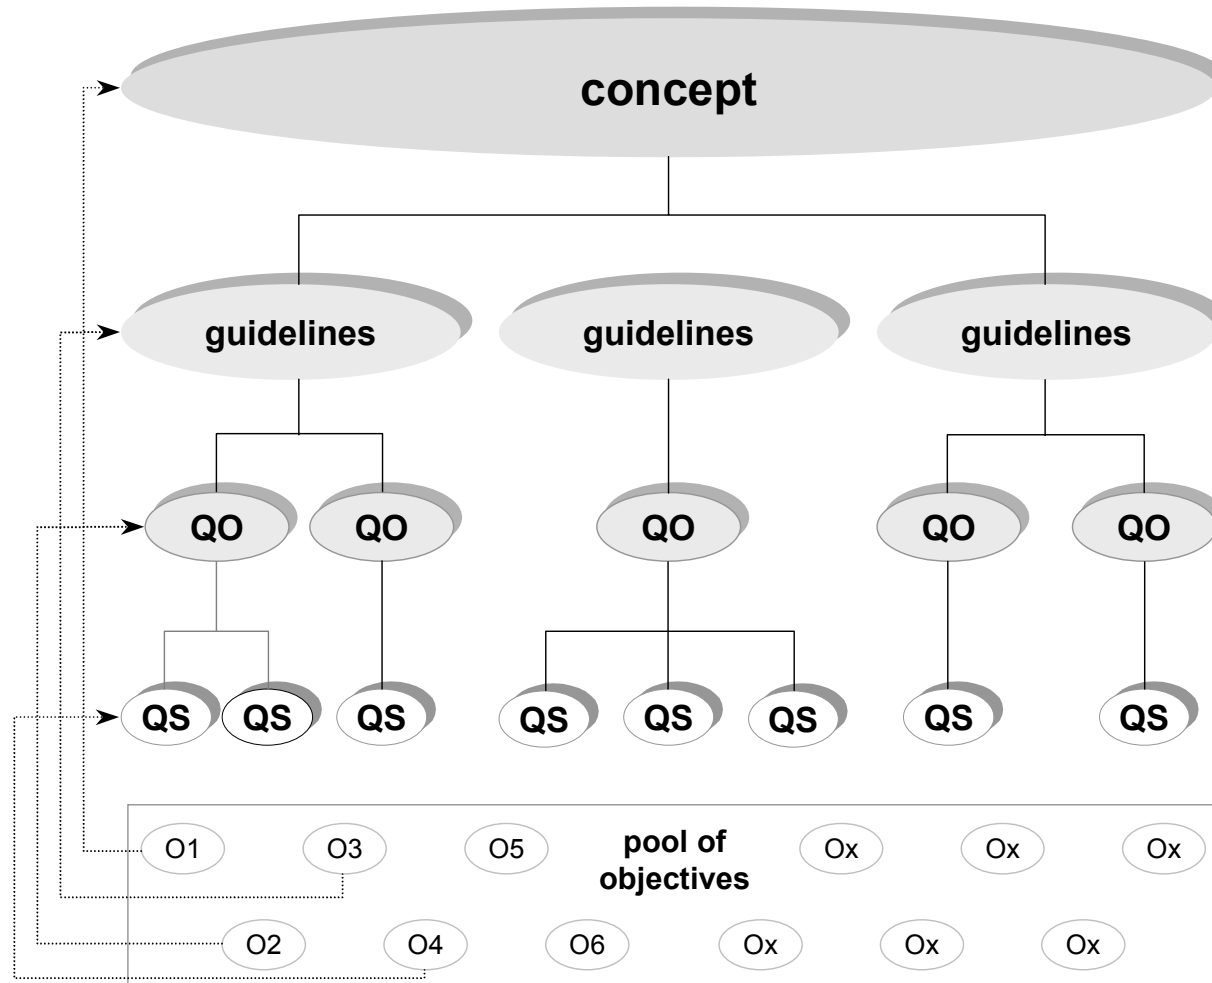 concept
guidelines guidelines guidelines
QO QO QO QO QO
QS QS QS QS QS QS QS QS
O1 O3 O5 pool of Ox Ox Ox
objectives
O2 O4 O6 Ox Ox Ox